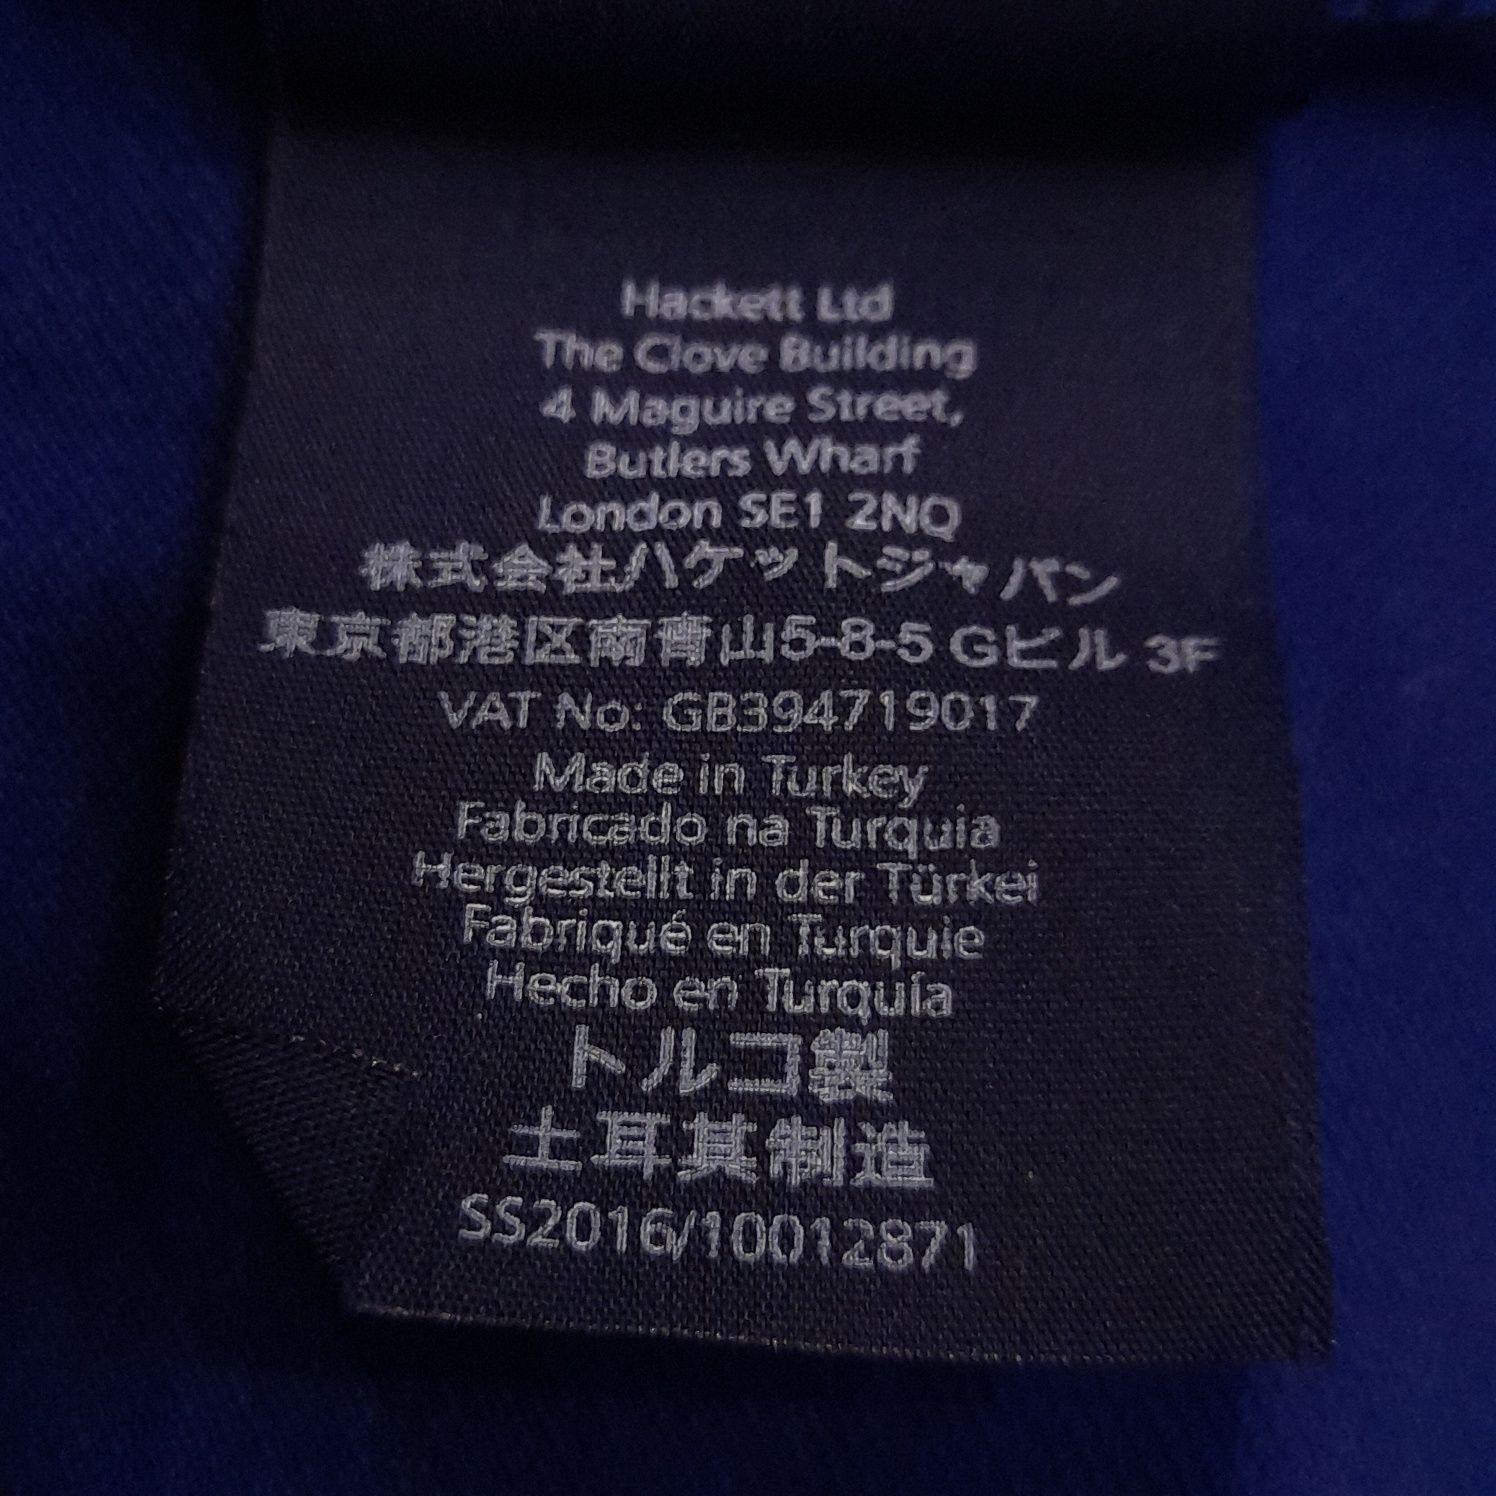 Hackett Ltd
The Clove Building
4 Maguire Street,
Butlers Wharf
London SE1 2NQ
株式会社ハケットジャパン
東京都港区南青山5-8-5 Gビル 3F
VAT No: GB394719017
Made in Turkey
Fabricado na Turquia
Hergestellt in der Türkei
Fabriqué en Turquie
Hecho en Turquía
トルコ製
土耳其制造
SS2016/10012871